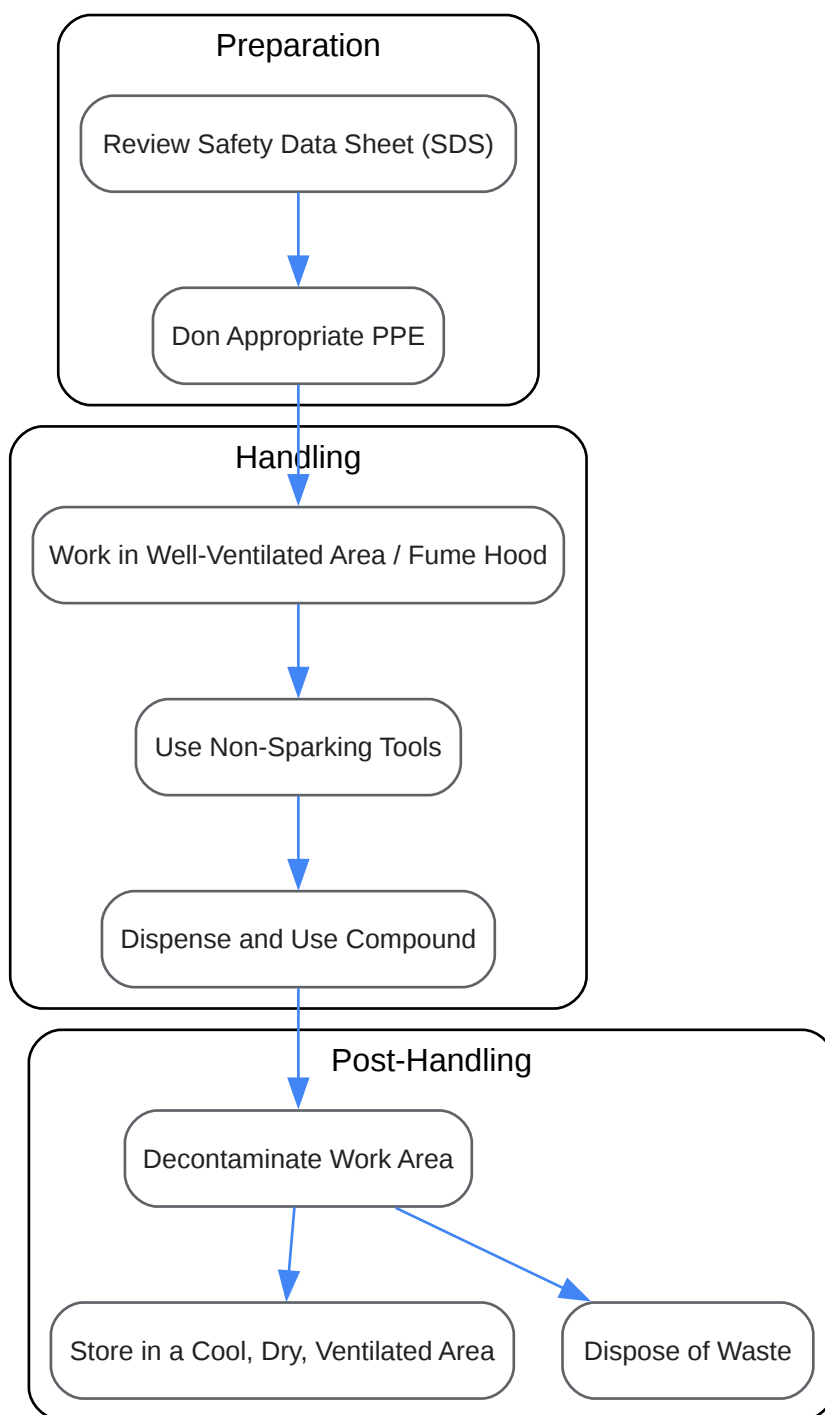 Preparation
Review Safety Data Sheet (SDS)
Don Appropriate PPE
Handling
Work in Well-Ventilated Area / Fume Hood
Use Non-Sparking Tools
Dispense and Use Compound
Post-Handling
Decontaminate Work Area
Store in a Cool, Dry, Ventilated Area
Dispose of Waste